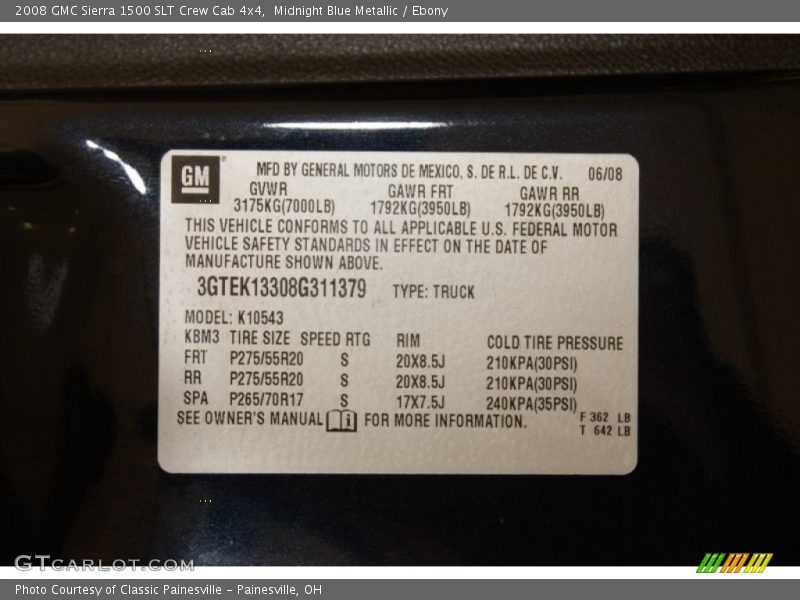 2008 GMC Sierra 1500 SLT Crew Cab 4x4, Midnight Blue Metallic / Ebony
GM
MFD BY GENERAL MOTORS DE MEXICO, S. DE R.L. DE C.V. 06/08
GVWR GAWR FRT GAWR RR
3175KG(7000LB) 1792KG(3950LB) 1792KG(3950LB)
THIS VEHICLE CONFORMS TO ALL APPLICABLE U.S. FEDERAL MOTOR
VEHICLE SAFETY STANDARDS IN EFFECT ON THE DATE OF
MANUFACTURE SHOWN ABOVE.
3GTEK13308G311379 TYPE: TRUCK
MODEL: K10543
KBM3 TIRE SIZE SPEED RTG RIM COLD TIRE PRESSURE
FRT P275/55R20 S 20X8.5J 210KPA(30PSI)
RR P275/55R20 S 20X8.5J 210KPA(30PSI)
SPA P265/70R17 S 17X7.5J 240KPA(35PSI)
SEE OWNER'S MANUAL i FOR MORE INFORMATION.
F 362 LB
T 642 LB
GTCARLOT.COM
Photo Courtesy of Classic Painesville - Painesville, OH